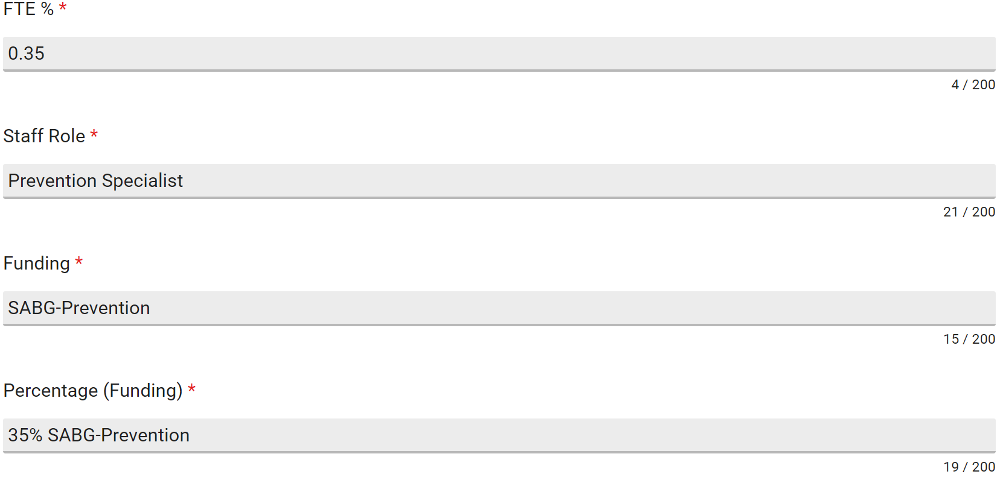 FTE % *
0.35
4 / 200
Staff Role *
Prevention Specialist
21 / 200
Funding *
SABG-Prevention
15 / 200
Percentage (Funding) *
35% SABG-Prevention
19 / 200